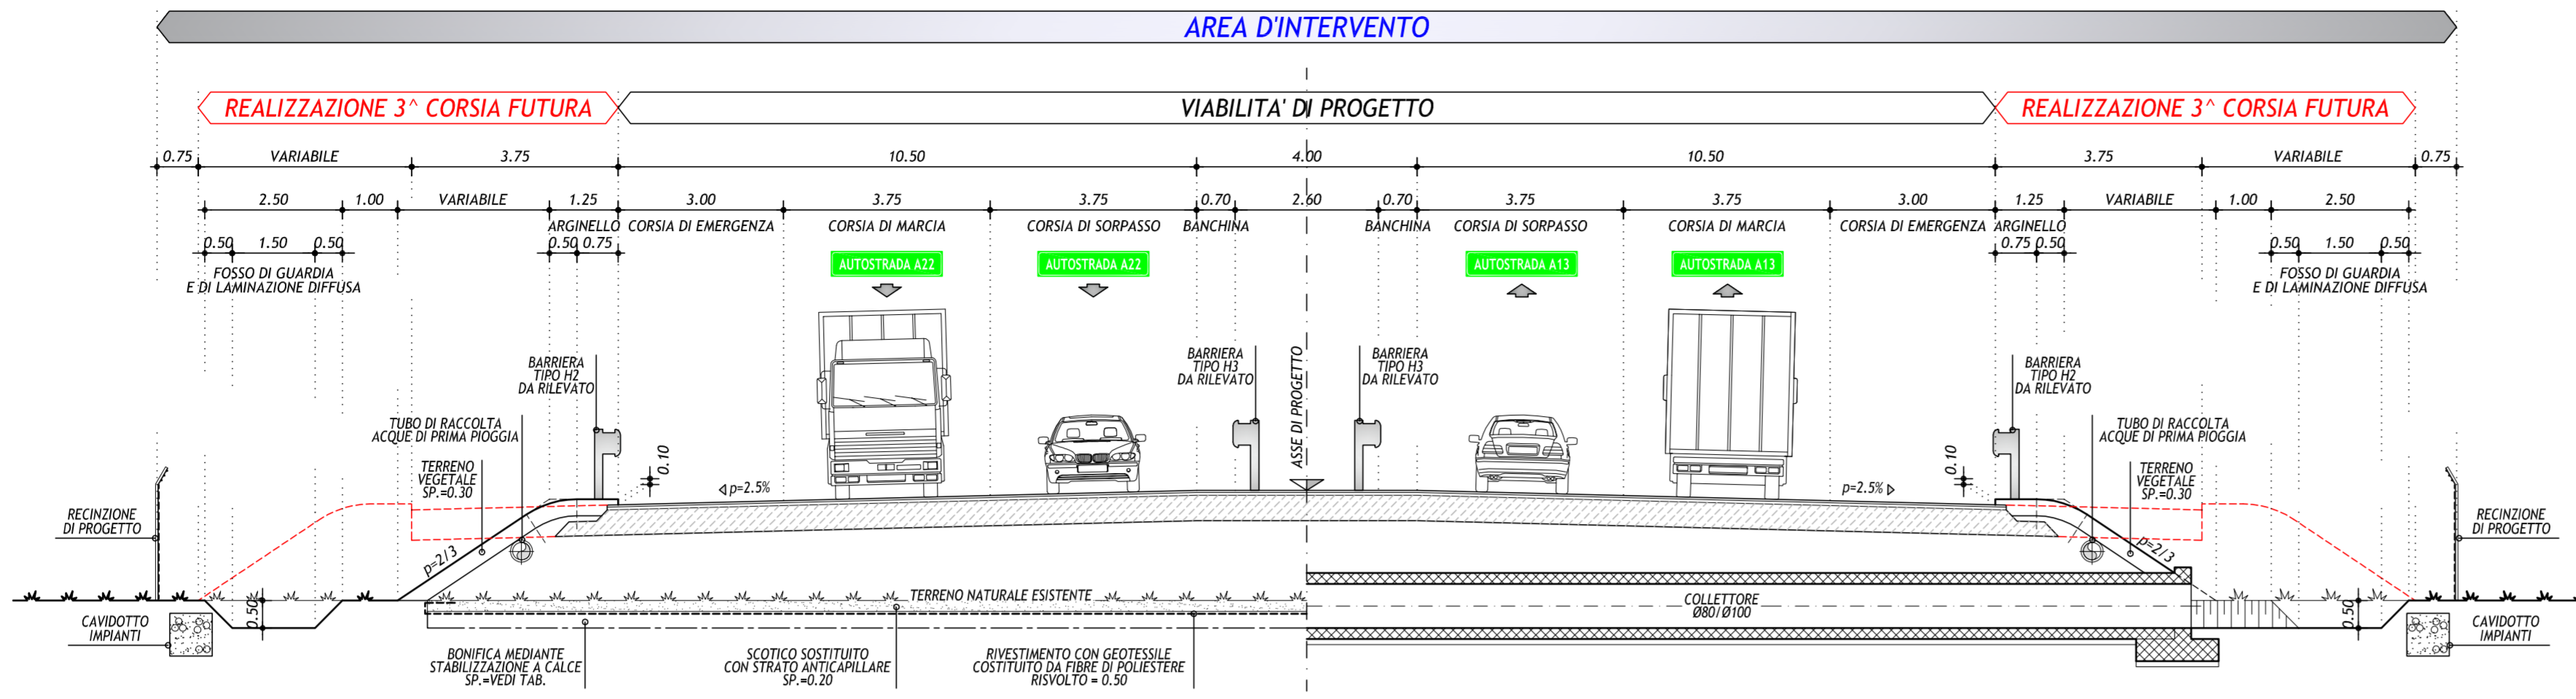 AREA D'INTERVENTO
REALIZZAZIONE 3^ CORSIA FUTURA
VIABILITA' DI PROGETTO
REALIZZAZIONE 3^ CORSIA FUTURA
0.75 VARIABILE 3.75 10.50 4.00 10.50 3.75 VARIABILE 0.75
2.50 1.00 VARIABILE 1.25 3.00 3.75 3.75 0.70 2.60 0.70 3.75 3.75 3.00 1.25 VARIABILE 1.00 2.50
ARGINELLO CORSIA DI EMERGENZA CORSIA DI MARCIA CORSIA DI SORPASSO BANCHINA BANCHINA CORSIA DI SORPASSO CORSIA DI MARCIA CORSIA DI EMERGENZA ARGINELLO
0.50 1.50 0.50 0.50 0.75 0.75 0.50 0.50 1.50 0.50
FOSSO DI GUARDIA
E DI LAMINAZIONE DIFFUSA
AUTOSTRADA A22
AUTOSTRADA A22
AUTOSTRADA A13
AUTOSTRADA A13
FOSSO DI GUARDIA
E DI LAMINAZIONE DIFFUSA
BARRIERA
TIPO H2
DA RILEVATO
BARRIERA
TIPO H3
DA RILEVATO
ASSE DI PROGETTO
BARRIERA
TIPO H3
DA RILEVATO
BARRIERA
TIPO H2
DA RILEVATO
TUBO DI RACCOLTA
ACQUE DI PRIMA PIOGGIA
TUBO DI RACCOLTA
ACQUE DI PRIMA PIOGGIA
TERRENO
VEGETALE
SP.=0.30
0.10
p=2.5%
p=2.5%
0.10
TERRENO
VEGETALE
SP.=0.30
RECINZIONE
DI PROGETTO
p=2/3
p=2/3
RECINZIONE
DI PROGETTO
TERRENO NATURALE ESISTENTE
COLLETTORE
Ø80/Ø100
0.50
0.50
CAVIDOTTO
IMPIANTI
CAVIDOTTO
IMPIANTI
BONIFICA MEDIANTE
STABILIZZAZIONE A CALCE
SP.=VEDI TAB.
SCOTICO SOSTITUITO
CON STRATO ANTICAPILLARE
SP.=0.20
RIVESTIMENTO CON GEOTESSILE
COSTITUITO DA FIBRE DI POLIESTERE
RISVOLTO = 0.50